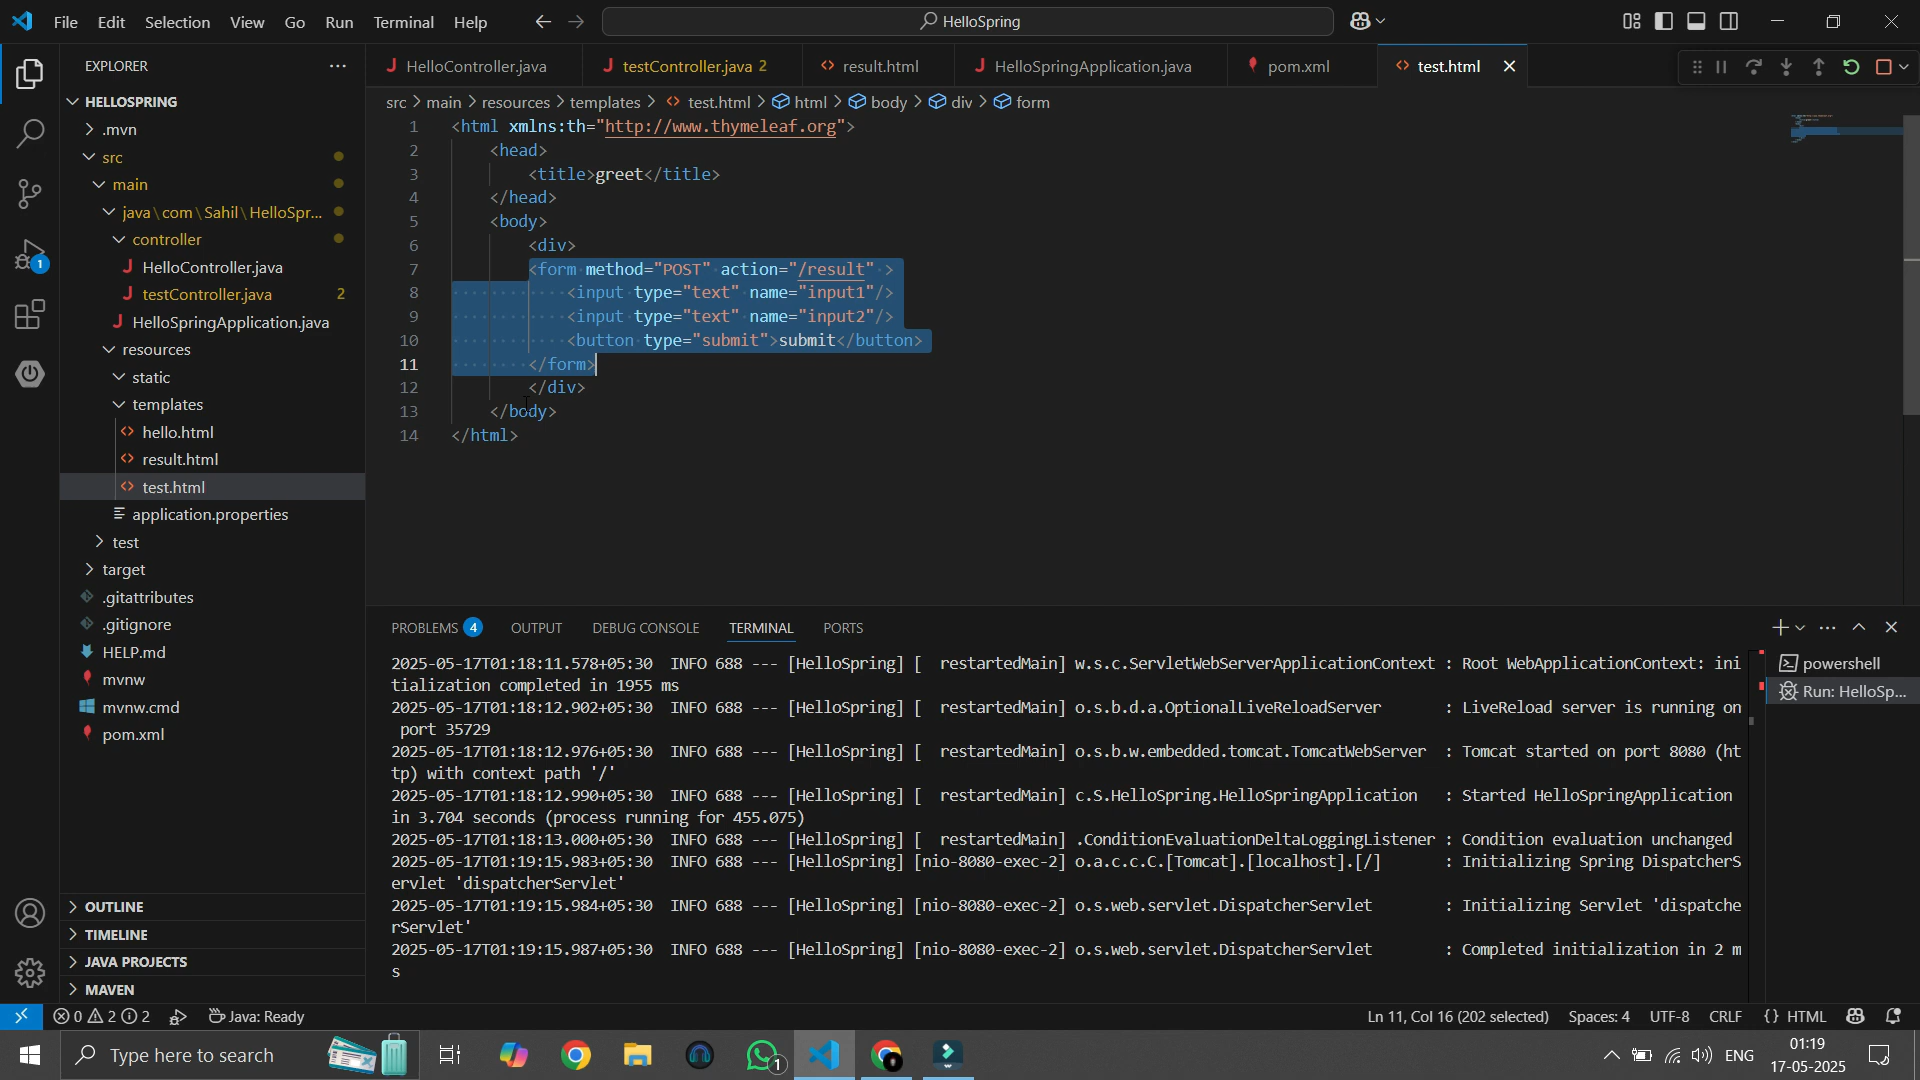 File Edit Selection View Go Run Terminal Help
HelloSpring
EXPLORER
HELLOSPRING
.mvn
src
main
java\com\Sahil\HelloSpr...
controller
HelloController.java
testController.java 2
HelloSpringApplication.java
resources
static
templates
hello.html
result.html
test.html
application.properties
test
target
.gitattributes
.gitignore
HELP.md
mvnw
mvnw.cmd
pom.xml
OUTLINE
TIMELINE
JAVA PROJECTS
MAVEN
1
HelloController.java testController.java 2 result.html HelloSpringApplication.java pom.xml test.html
src > main > resources > templates > test.html > html > body > div > form
1 <html xmlns:th="http://www.thymeleaf.org">
2 <head>
3 <title>greet</title>
4 </head>
5 <body>
6 <div>
7 <form method="POST" action="/result" >
8 <input type="text" name="input1"/>
9 <input type="text" name="input2"/>
10 <button type="submit">submit</button>
11 </form>
12 </div>
13 </body>
14 </html>
PROBLEMS 4 OUTPUT DEBUG CONSOLE TERMINAL PORTS
2025-05-17T01:18:11.578+05:30 INFO 688 --- [HelloSpring] [ restartedMain] w.s.c.ServletWebServerApplicationContext : Root WebApplicationContext: ini
tialization completed in 1955 ms
2025-05-17T01:18:12.902+05:30 INFO 688 --- [HelloSpring] [ restartedMain] o.s.b.d.a.OptionalLiveReloadServer : LiveReload server is running on
port 35729
2025-05-17T01:18:12.976+05:30 INFO 688 --- [HelloSpring] [ restartedMain] o.s.b.w.embedded.tomcat.TomcatWebServer : Tomcat started on port 8080 (ht
tp) with context path '/'
2025-05-17T01:18:12.990+05:30 INFO 688 --- [HelloSpring] [ restartedMain] c.S.HelloSpring.HelloSpringApplication : Started HelloSpringApplication
in 3.704 seconds (process running for 455.075)
2025-05-17T01:18:13.000+05:30 INFO 688 --- [HelloSpring] [ restartedMain] .ConditionEvaluationDeltaLoggingListener : Condition evaluation unchanged
2025-05-17T01:19:15.983+05:30 INFO 688 --- [HelloSpring] [nio-8080-exec-2] o.a.c.c.C.[Tomcat].[localhost].[/] : Initializing Spring DispatcherS
ervlet 'dispatcherServlet'
2025-05-17T01:19:15.984+05:30 INFO 688 --- [HelloSpring] [nio-8080-exec-2] o.s.web.servlet.DispatcherServlet : Initializing Servlet 'dispatche
rServlet'
2025-05-17T01:19:15.987+05:30 INFO 688 --- [HelloSpring] [nio-8080-exec-2] o.s.web.servlet.DispatcherServlet : Completed initialization in 2 m
s
powershell
Run: HelloSp...
0 2 2 Java: Ready Ln 11, Col 16 (202 selected) Spaces: 4 UTF-8 CRLF {} HTML
Type here to search
1
ENG
01:19
17-05-2025